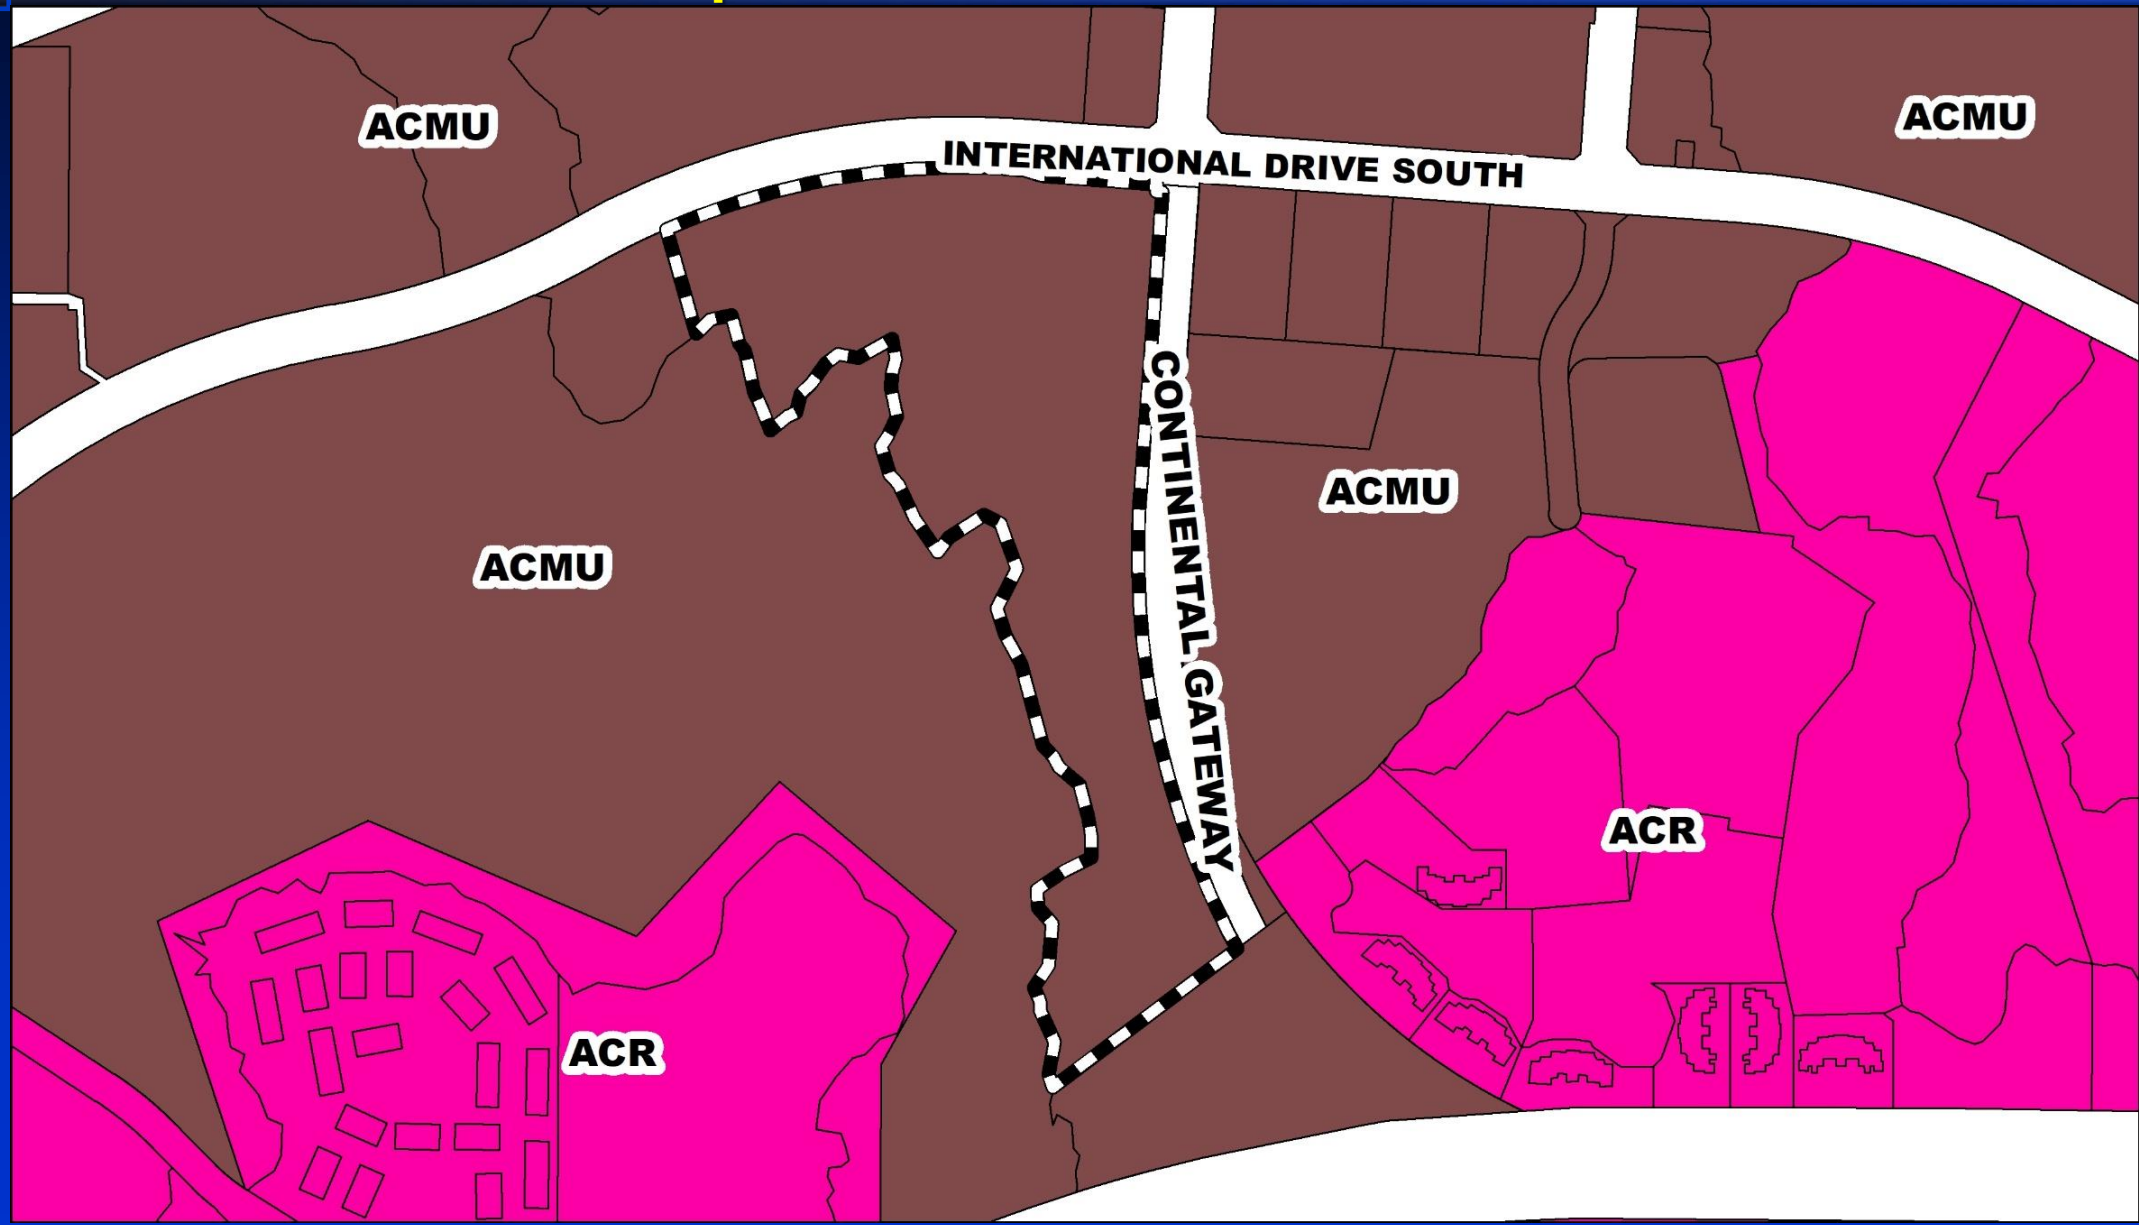 ACMU
ACMU
INTERNATIONAL DRIVE SOUTH
CONTINENTAL GATEWAY
ACMU
ACMU
ACR
ACR